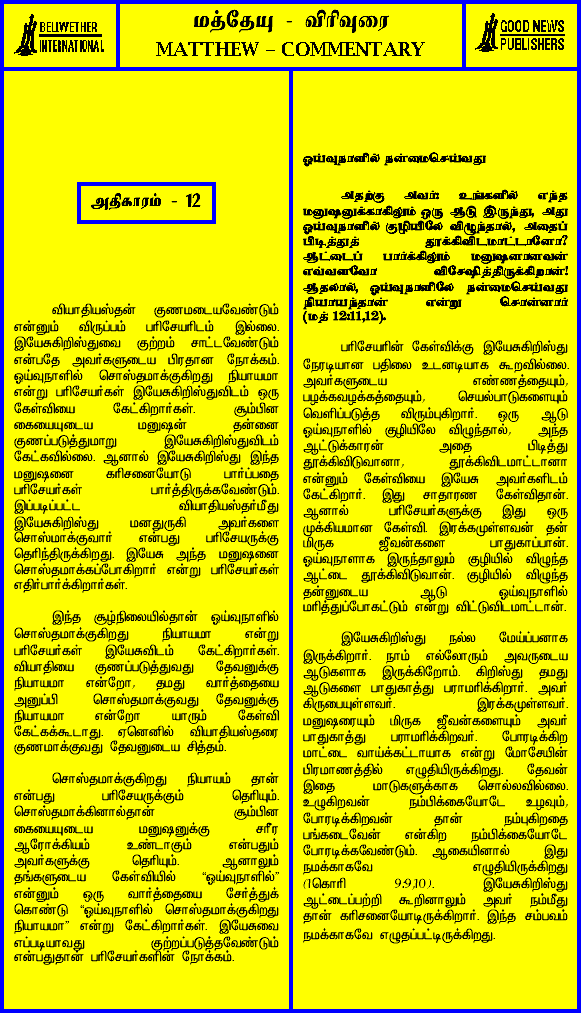 BELLWETHER
INTERNATIONAL
மத்தேயு - விரிவுரை
MATTHEW – COMMENTARY
GOOD NEWS
PUBLISHERS
அதிகாரம் - 12
வியாதியஸ்தன் குணமடையவேண்டும்
என்னும் விருப்பம் பரிசேயரிடம் இல்லை.
இயேசுகிறிஸ்துவை குற்றம் சாட்டவேண்டும்
என்பதே அவர்களுடைய பிரதான நோக்கம்.
ஓய்வுநாளில் சொஸ்தமாக்குகிறது நியாயமா
என்று பரிசேயர்கள் இயேசுகிறிஸ்துவிடம் ஒரு
கேள்வியை கேட்கிறார்கள். சூம்பின
கையையுடைய மனுஷன் தன்னை
குணப்படுத்துமாறு இயேசுகிறிஸ்துவிடம்
கேட்கவில்லை. ஆனால் இயேசுகிறிஸ்து இந்த
மனுஷனை கரிசனையோடு பார்ப்பதை
பரிசேயர்கள் பார்த்திருக்கவேண்டும்.
இப்படிப்பட்ட வியாதியஸ்தர்மீது
இயேசுகிறிஸ்து மனதுருகி அவர்களை
சொஸ்மாக்குவார் என்பது பரிசேயருக்கு
தெரிந்திருக்கிறது. இயேசு அந்த மனுஷனை
சொஸ்தமாக்கப்போகிறார் என்று பரிசேயர்கள்
எதிர்பார்க்கிறார்கள்.
இந்த சூழ்நிலையில்தான் ஓய்வுநாளில்
சொஸ்தமாக்குகிறது நியாயமா என்று
பரிசேயர்கள் இயேசுவிடம் கேட்கிறார்கள்.
வியாதியை குணப்படுத்துவது தேவனுக்கு
நியாயமா என்றோ, தமது வார்த்தையை
அனுப்பி சொஸ்தமாக்குவது தேவனுக்கு
நியாயமா என்றோ யாரும் கேள்வி
கேட்கக்கூடாது. ஏனெனில் வியாதியஸ்தரை
குணமாக்குவது தேவனுடைய சித்தம்.
சொஸ்தமாக்குகிறது நியாயம் தான்
என்பது பரிசேயருக்கும் தெரியும்.
சொஸ்தமாக்கினால்தான் சூம்பின
கையையுடைய மனுஷனுக்கு சரீர
ஆரோக்கியம் உண்டாகும் என்பதும்
அவர்களுக்கு தெரியும். ஆனாலும்
தங்களுடைய கேள்வியில் “ஓய்வுநாளில்”
என்னும் ஒரு வார்த்தையை சேர்த்துக்
கொண்டு “ஓய்வுநாளில் சொஸ்தமாக்குகிறது
நியாயமா” என்று கேட்கிறார்கள். இயேசுவை
எப்படியாவது குற்றப்படுத்தவேண்டும்
என்பதுதான் பரிசேயர்களின் நோக்கம்.
ஓய்வுநாளில் நன்மைசெய்வது
அதற்கு அவர்: உங்களில் எந்த
மனுஷனுக்காகிலும் ஒரு ஆடு இருந்து, அது
ஓய்வுநாளில் குழியிலே விழுந்தால், அதைப்
பிடித்துத் தூக்கிவிடமாட்டானோ?
ஆட்டைப் பார்க்கிலும் மனுஷனானவன்
எவ்வளவோ விசேஷித்திருக்கிறான்!
ஆதலால், ஓய்வுநாளிலே நன்மைசெய்வது
நியாயந்தான் என்று சொன்னார்
(மத் 12:11,12).
பரிசேயரின் கேள்விக்கு இயேசுகிறிஸ்து
நேரடியான பதிலை உடனடியாக கூறவில்லை.
அவர்களுடைய எண்ணத்தையும்,
பழக்கவழக்கத்தையும், செயல்பாடுகளையும்
வெளிப்படுத்த விரும்புகிறார். ஒரு ஆடு
ஓய்வுநாளில் குழியிலே விழுந்தால், அந்த
ஆட்டுக்காரன் அதை பிடித்து
தூக்கிவிடுவானா, தூக்கிவிடமாட்டானா
என்னும் கேள்வியை இயேசு அவர்களிடம்
கேட்கிறார். இது சாதாரண கேள்விதான்.
ஆனால் பரிசேயர்களுக்கு இது ஒரு
முக்கியமான கேள்வி. இரக்கமுள்ளவன் தன்
மிருக ஜீவன்களை பாதுகாப்பான்.
ஓய்வுநாளாக இருந்தாலும் குழியில் விழுந்த
ஆட்டை தூக்கிவிடுவான். குழியில் விழுந்த
தன்னுடைய ஆடு ஓய்வுநாளில்
மரித்துப்போகட்டும் என்று விட்டுவிடமாட்டான்.
இயேசுகிறிஸ்து நல்ல மேய்ப்பனாக
இருக்கிறார். நாம் எல்லோரும் அவருடைய
ஆடுகளாக இருக்கிறோம். கிறிஸ்து தமது
ஆடுகளை பாதுகாத்து பராமரிக்கிறார். அவர்
கிருபையுள்ளவர். இரக்கமுள்ளவர்.
மனுஷரையும் மிருக ஜீவன்களையும் அவர்
பாதுகாத்து பராமரிக்கிறவர். போரடிக்கிற
மாட்டை வாய்க்கட்டாயாக என்று மோசேயின்
பிரமாணத்தில் எழுதியிருக்கிறது. தேவன்
இதை மாடுகளுக்காக சொல்லவில்லை.
உழுகிறவன் நம்பிக்கையோடே உழவும்,
போரடிக்கிறவன் தான் நம்புகிறதை
பங்கடைவேன் என்கிற நம்பிக்கையோடே
போரடிக்கவேண்டும். ஆகையினால் இது
நமக்காகவே எழுதியிருக்கிறது
(1கொரி 9:9,10). இயேசுகிறிஸ்து
ஆட்டைப்பற்றி கூறினாலும் அவர் நம்மீது
தான் கரிசனையோடிருக்கிறார். இந்த சம்பவம்
நமக்காகவே எழுதப்பட்டிருக்கிறது.